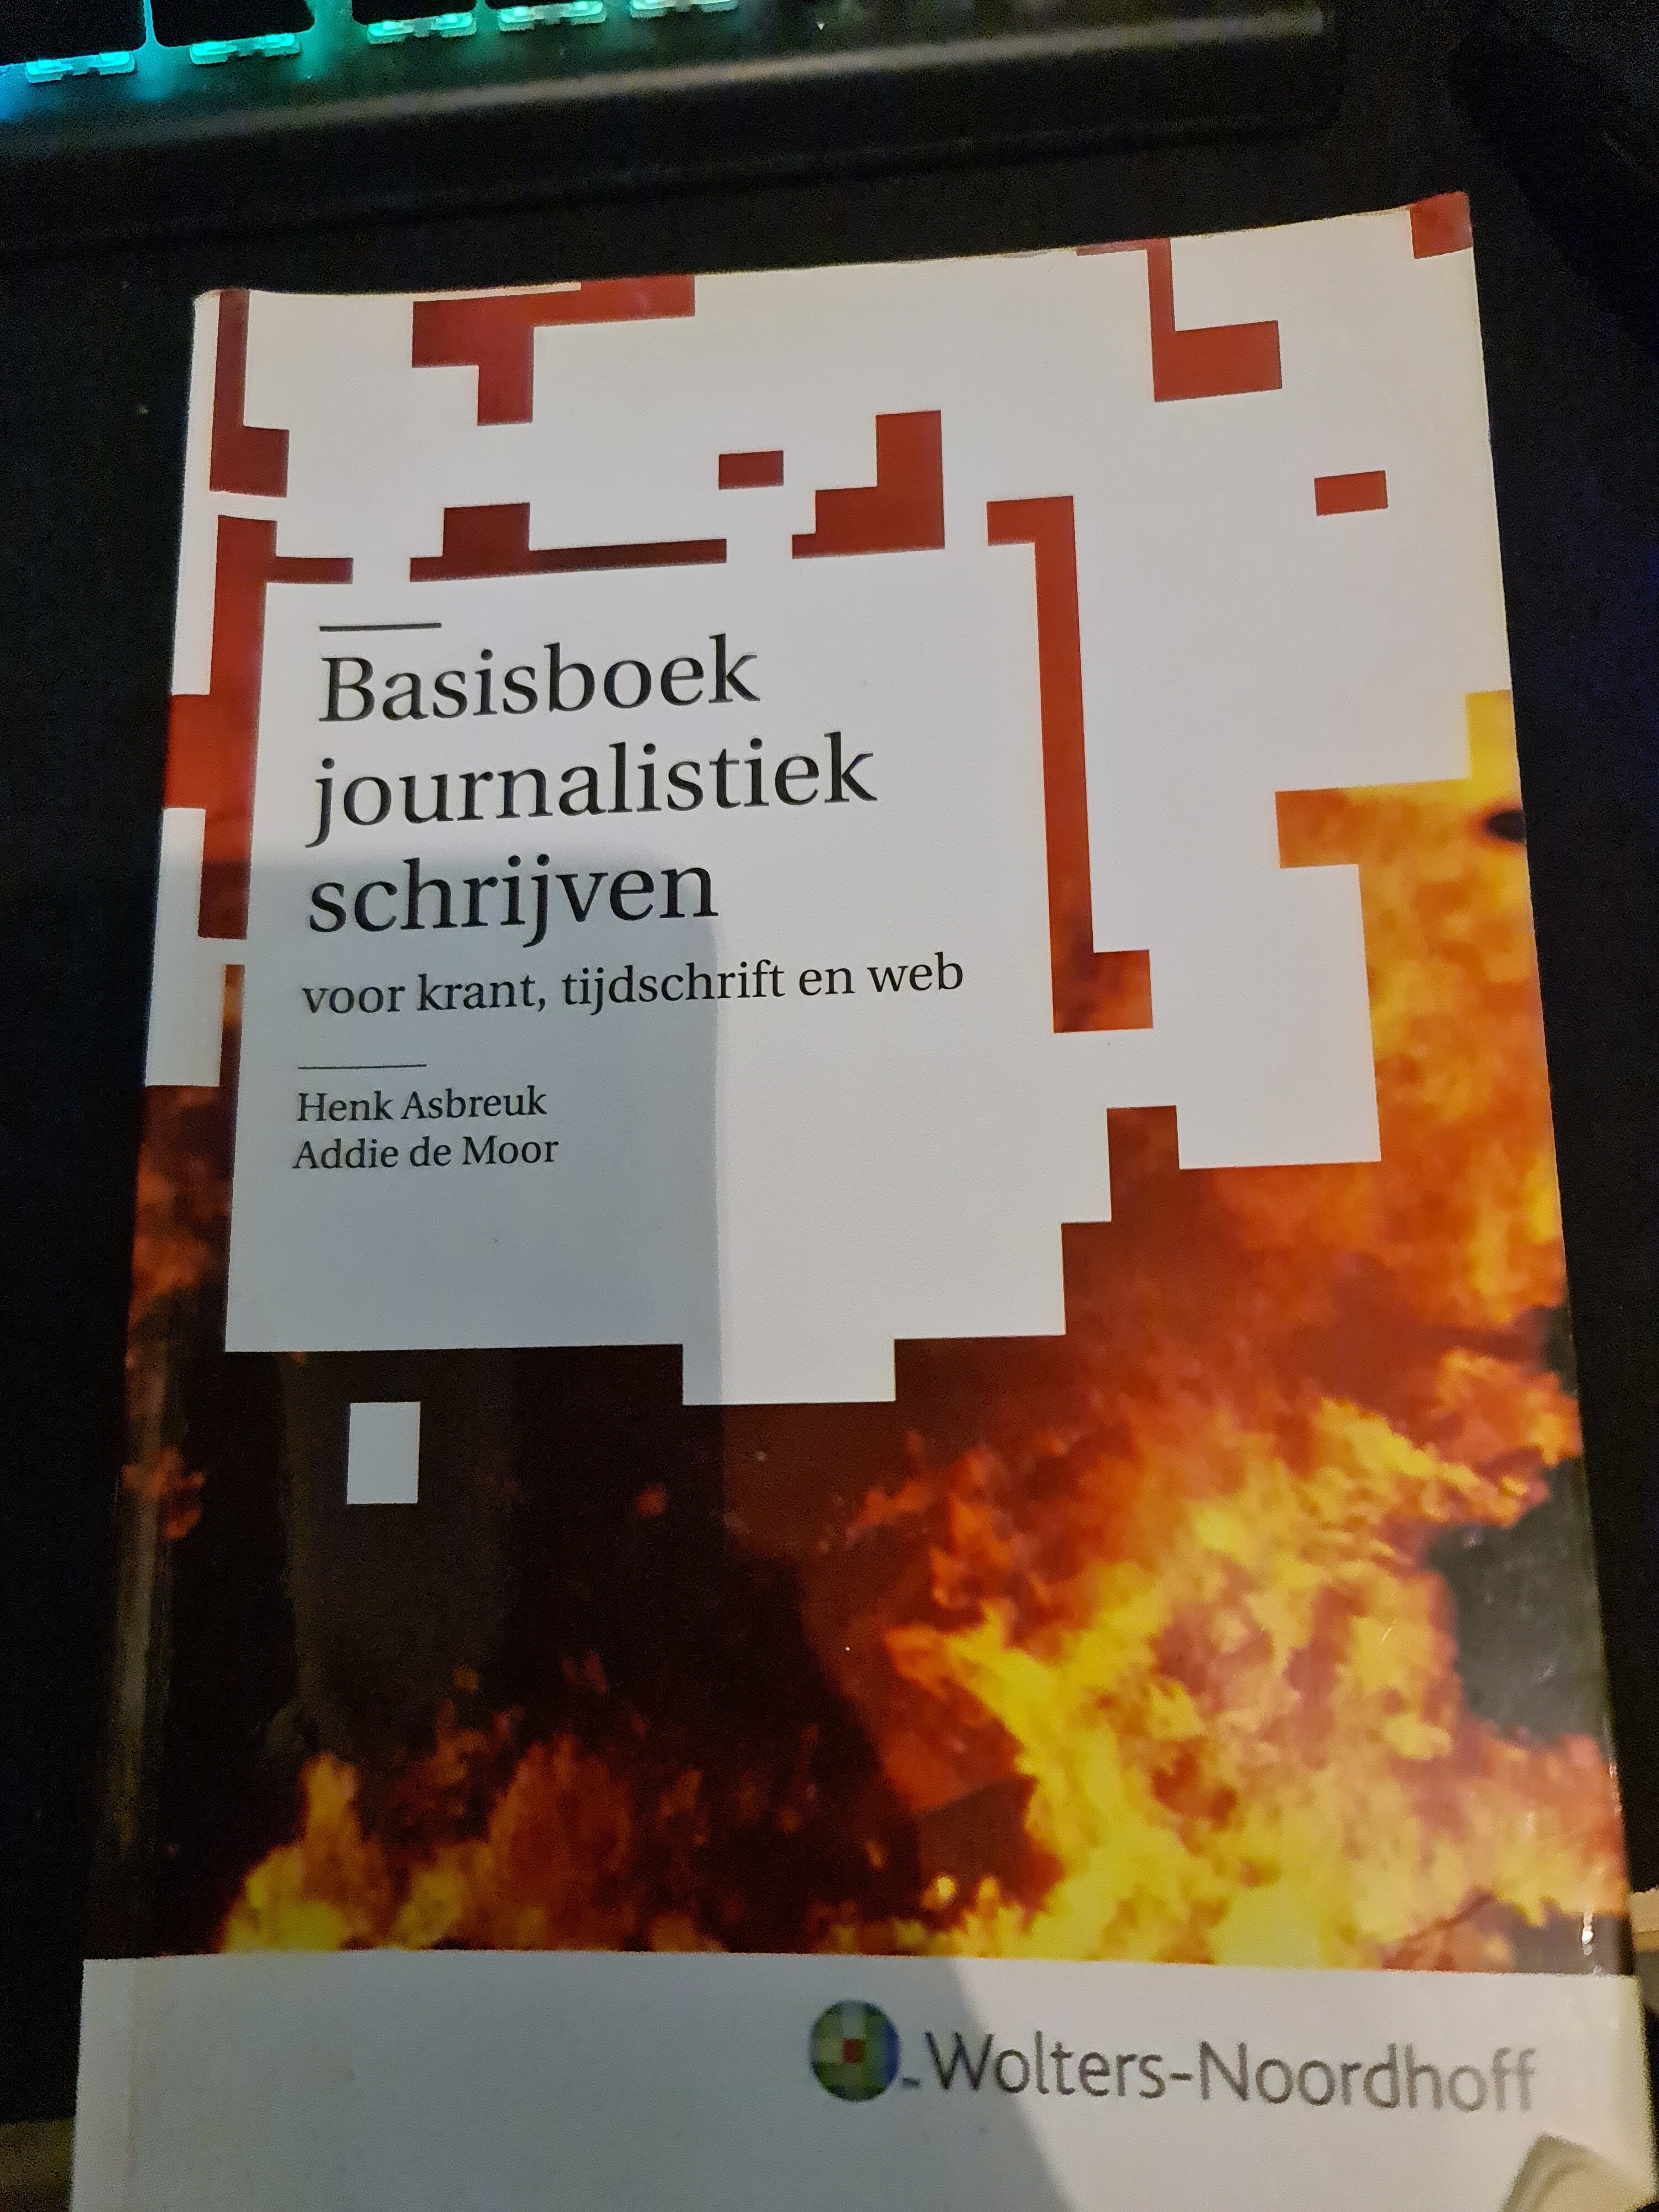 Basisboek
journalistiek
schrijven
voor krant, tijdschrift en web
Henk Asbreuk
Addie de Moor
Wolters-Noordhoff